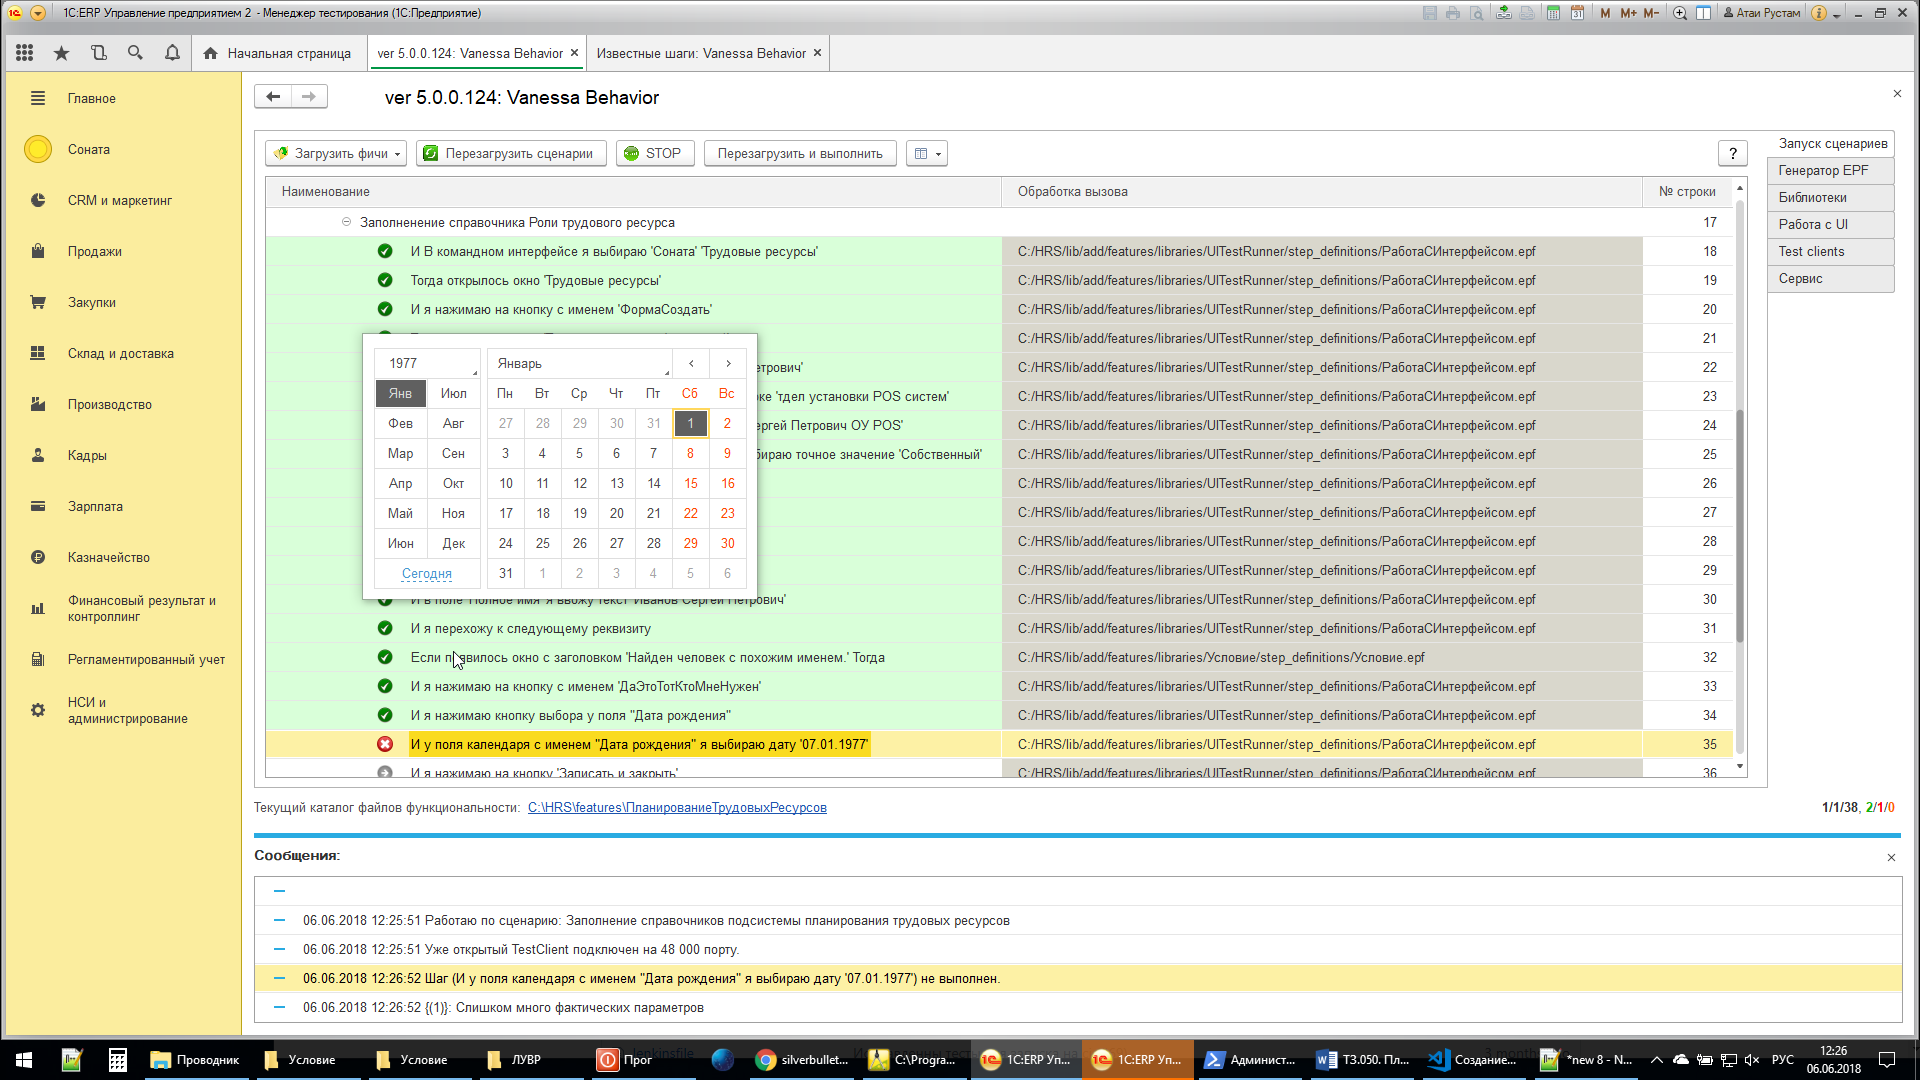 1С:ERP Управление предприятием 2 - Менеджер тестирования (1С:Предприятие)
M M+ M- Атаи Рустам
Начальная страница
ver 5.0.0.124: Vanessa Behavior ×
Известные шаги: Vanessa Behavior ×
Главное
Соната
CRM и маркетинг
Продажи
Закупки
Склад и доставка
Производство
Кадры
Зарплата
Казначейство
Финансовый результат и
контроллинг
Регламентированный учет
НСИ и
администрирование
ver 5.0.0.124: Vanessa Behavior
Загрузить фичи
Перезагрузить сценарии
STOP
Перезагрузить и выполнить
?
Запуск сценариев
Генератор EPF
Библиотеки
Работа с UI
Test clients
Сервис
Наименование Обработка вызова № строки
Заполненение справочника Роли трудового ресурса 17
И В командном интерфейсе я выбираю 'Соната' 'Трудовые ресурсы' C:/HRS/lib/add/features/libraries/UITestRunner/step_definitions/РаботаСИнтерфейсом.epf 18
Тогда открылось окно 'Трудовые ресурсы' C:/HRS/lib/add/features/libraries/UITestRunner/step_definitions/РаботаСИнтерфейсом.epf 19
И я нажимаю на кнопку с именем 'ФормаСоздать' C:/HRS/lib/add/features/libraries/UITestRunner/step_definitions/РаботаСИнтерфейсом.epf 20
C:/HRS/lib/add/features/libraries/UITestRunner/step_definitions/РаботаСИнтерфейсом.epf 21
етрович' C:/HRS/lib/add/features/libraries/UITestRunner/step_definitions/РаботаСИнтерфейсом.epf 22
ке 'тдел установки POS систем' C:/HRS/lib/add/features/libraries/UITestRunner/step_definitions/РаботаСИнтерфейсом.epf 23
ергей Петрович ОУ POS' C:/HRS/lib/add/features/libraries/UITestRunner/step_definitions/РаботаСИнтерфейсом.epf 24
бираю точное значение 'Собственный' C:/HRS/lib/add/features/libraries/UITestRunner/step_definitions/РаботаСИнтерфейсом.epf 25
C:/HRS/lib/add/features/libraries/UITestRunner/step_definitions/РаботаСИнтерфейсом.epf 26
C:/HRS/lib/add/features/libraries/UITestRunner/step_definitions/РаботаСИнтерфейсом.epf 27
C:/HRS/lib/add/features/libraries/UITestRunner/step_definitions/РаботаСИнтерфейсом.epf 28
C:/HRS/lib/add/features/libraries/UITestRunner/step_definitions/РаботаСИнтерфейсом.epf 29
И в поле 'Полное имя' я ввожу текст 'Иванов Сергей Петрович' C:/HRS/lib/add/features/libraries/UITestRunner/step_definitions/РаботаСИнтерфейсом.epf 30
И я перехожу к следующему реквизиту C:/HRS/lib/add/features/libraries/UITestRunner/step_definitions/РаботаСИнтерфейсом.epf 31
Если появилось окно с заголовком 'Найден человек с похожим именем.' Тогда C:/HRS/lib/add/features/libraries/Условие/step_definitions/Условие.epf 32
И я нажимаю на кнопку с именем 'ДаЭтоТотКтоМнеНужен' C:/HRS/lib/add/features/libraries/UITestRunner/step_definitions/РаботаСИнтерфейсом.epf 33
И я нажимаю кнопку выбора у поля "Дата рождения" C:/HRS/lib/add/features/libraries/UITestRunner/step_definitions/РаботаСИнтерфейсом.epf 34
И у поля календаря с именем "Дата рождения" я выбираю дату '07.01.1977' C:/HRS/lib/add/features/libraries/UITestRunner/step_definitions/РаботаСИнтерфейсом.epf 35
И я нажимаю на кнопку 'Записать и закрыть' C:/HRS/lib/add/features/libraries/UITestRunner/step_definitions/РаботаСИнтерфейсом.epf 36
1977 Январь < >
Янв Июл Пн Вт Ср Чт Пт Сб Вс
Фев Авг 27 28 29 30 31 1 2
Мар Сен 3 4 5 6 7 8 9
Апр Окт 10 11 12 13 14 15 16
Май Ноя 17 18 19 20 21 22 23
Июн Дек 24 25 26 27 28 29 30
Сегодня 31 1 2 3 4 5 6
Текущий каталог файлов функциональности: C:\HRS\features\ПланированиеТрудовыхРесурсов 1/1/38, 2/1/0
Сообщения:
06.06.2018 12:25:51 Работаю по сценарию: Заполнение справочников подсистемы планирования трудовых ресурсов
06.06.2018 12:25:51 Уже открытый TestClient подключен на 48 000 порту.
06.06.2018 12:26:52 Шаг (И у поля календаря с именем "Дата рождения" я выбираю дату '07.01.1977') не выполнен.
06.06.2018 12:26:52 {(1)}: Слишком много фактических параметров
Проводник Условие Условие ЛУВР Прог silverbullet... C:\Progra... 1С:ERP Уп... 1С:ERP Уп... Админист... ТЗ.050. Пл... Создание... *new 8 - N... РУС
12:26
06.06.2018